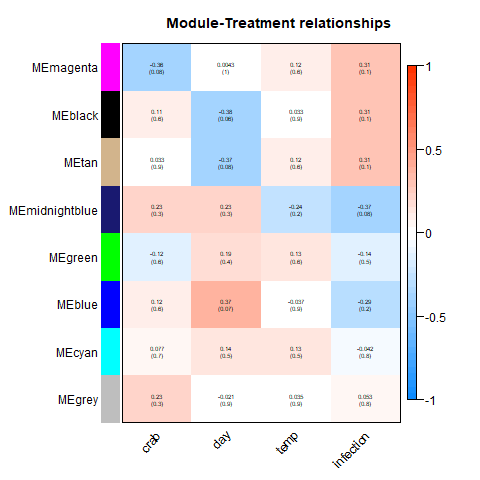 Module-Treatment relationships
MEmagenta
-0.36 0.0043 0.12 0.31
(0.08) (1) (0.6) (0.1)
MEblack
0.11 -0.38 0.033 0.31
(0.6) (0.06) (0.9) (0.1)
MEtan
0.033 -0.37 0.12 0.31
(0.9) (0.08) (0.6) (0.1)
MEmidnightblue
0.23 0.23 -0.24 -0.37
(0.3) (0.3) (0.2) (0.08)
MEgreen
-0.12 0.19 0.13 -0.14
(0.6) (0.4) (0.6) (0.5)
MEblue
0.12 0.37 -0.037 -0.29
(0.6) (0.07) (0.9) (0.2)
MEcyan
0.077 0.14 0.13 -0.042
(0.7) (0.5) (0.5) (0.8)
MEgrey
0.23 -0.021 0.035 0.053
(0.3) (0.9) (0.9) (0.8)
crab day temp infection
1
0.5
0
-0.5
-1